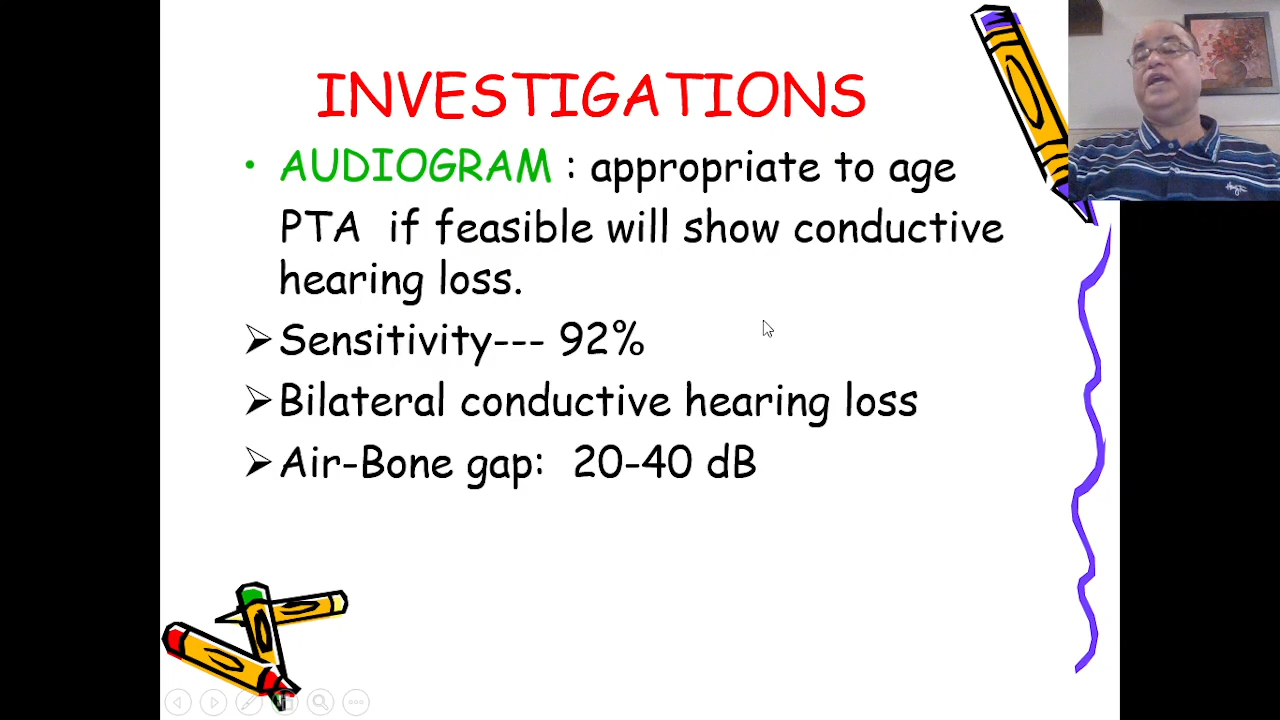 INVESTIGATIONS
• AUDIOGRAM : appropriate to age
PTA if feasible will show conductive
hearing loss.
➢ Sensitivity--- 92%
➢ Bilateral conductive hearing loss
➢ Air-Bone gap: 20-40 dB